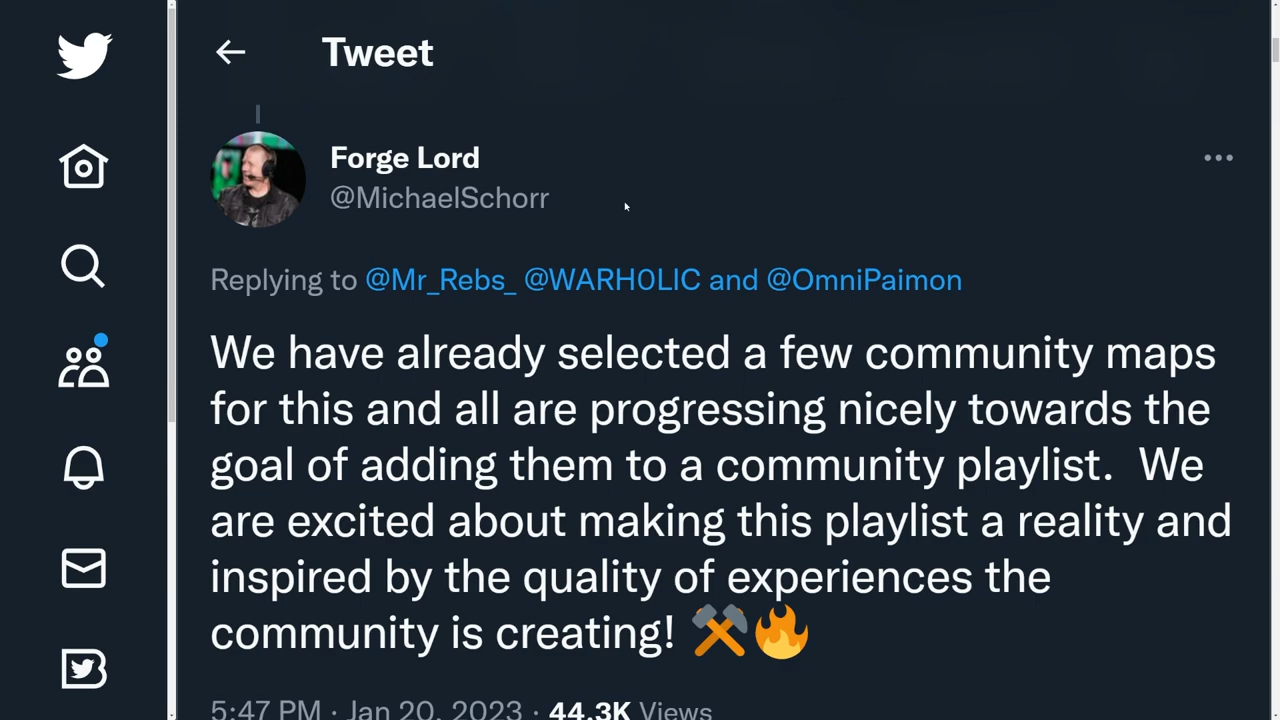 Tweet
Forge Lord
@MichaelSchorr
Replying to @Mr_Rebs_ @WARH0LIC and @OmniPaimon
We have already selected a few community maps
for this and all are progressing nicely towards the
goal of adding them to a community playlist.  We
are excited about making this playlist a reality and
inspired by the quality of experiences the
community is creating! ⚒️🔥
5:47 PM · Jan 20, 2023 · 44.3K Views